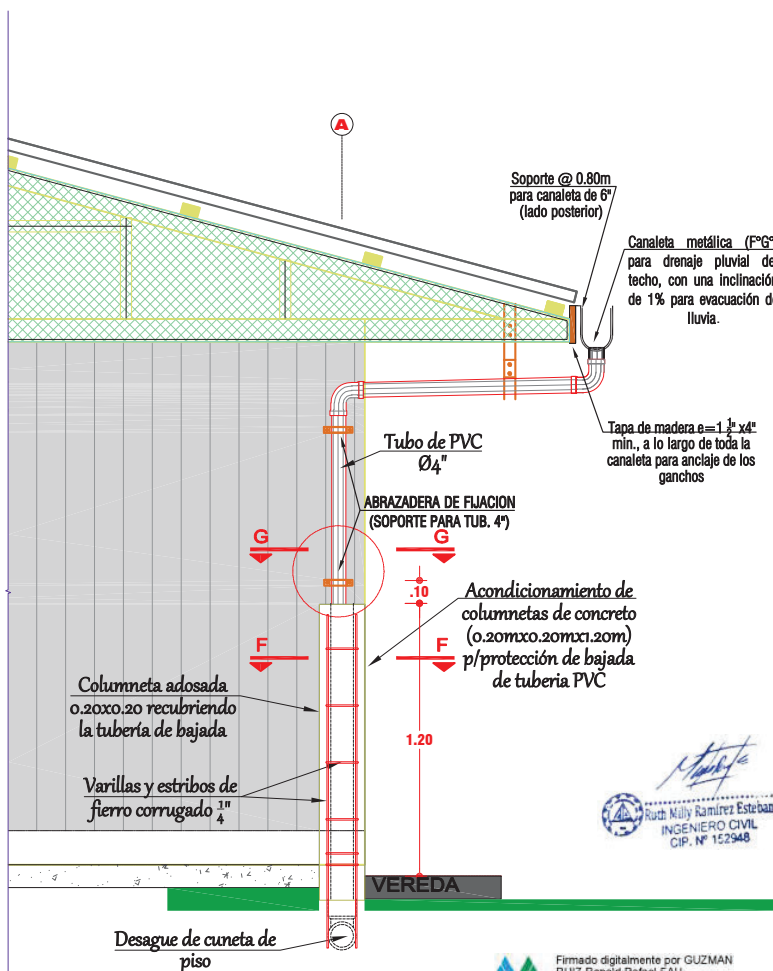 A
Soporte @ 0.80m
para canaleta de 6"
(lado posterior)
Canaleta metálica (F°G°
para drenaje pluvial de
techo, con una inclinación
de 1% para evacuación de
lluvia.
Tapa de madera e=1 1/2" x4"
min., a lo largo de toda la
canaleta para anclaje de los
ganchos
Tubo de PVC
Ø4"
ABRAZADERA DE FIJACION
(SOPORTE PARA TUB. 4")
G G
.10
Acondicionamiento de
columnetas de concreto
(0.20mx0.20mx1.20m)
p/protección de bajada
de tuberia PVC
F F
Columneta adosada
0.20x0.20 recubriendo
la tubería de bajada
1.20
Varillas y estribos de
fierro corrugado 1/4"
Ruth Milly Ramírez Esteban
INGENIERO CIVIL
CIP. N° 152948
VEREDA
Desague de cuneta de
piso
Firmado digitalmente por GUZMAN
RUIZ Ronald Rafael FAU